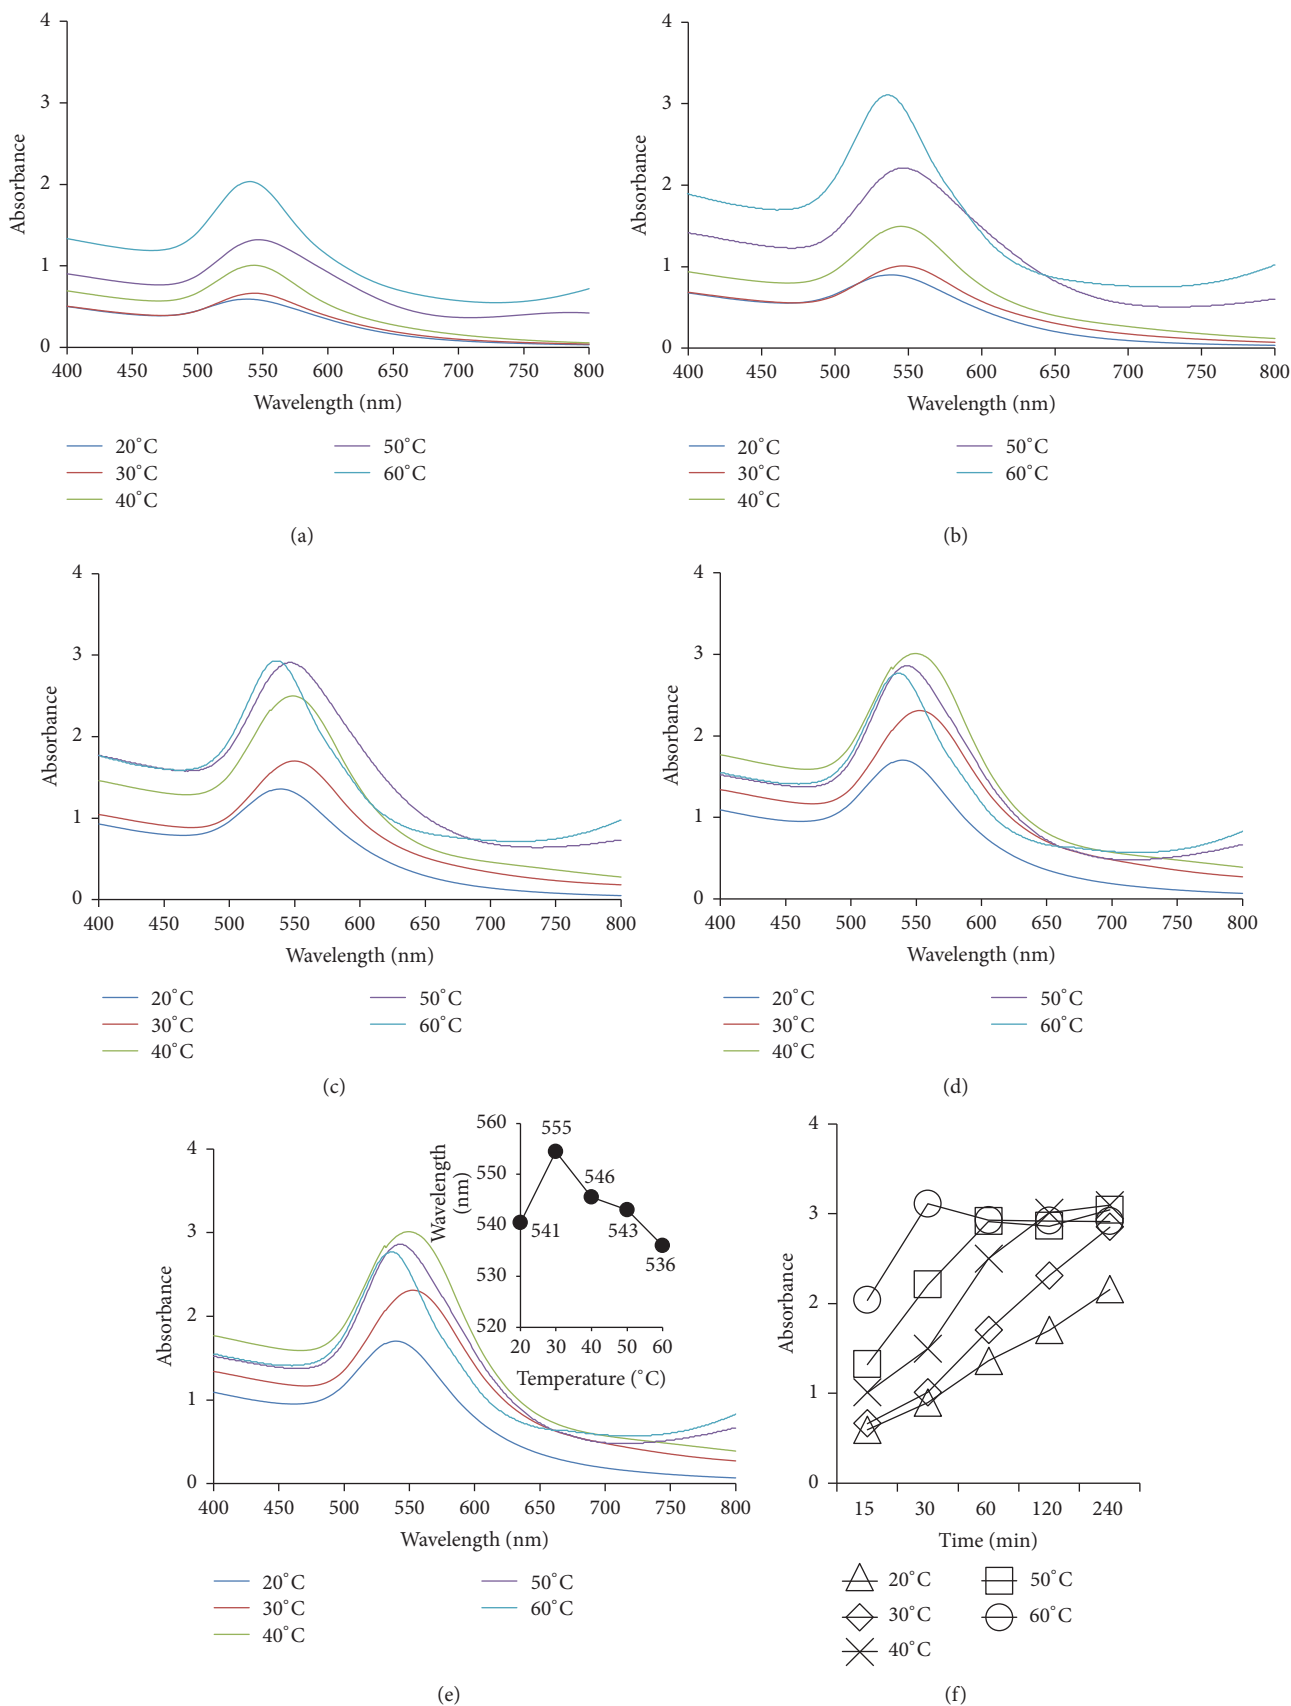 4
3
2
1
0
Absorbance
400 450 500 550 600 650 700 750 800
Wavelength (nm)
20°C
30°C
40°C
50°C
60°C
(a)
4
3
2
1
0
Absorbance
400 450 500 550 600 650 700 750 800
Wavelength (nm)
20°C
30°C
40°C
50°C
60°C
(b)
4
3
2
1
0
Absorbance
400 450 500 550 600 650 700 750 800
Wavelength (nm)
20°C
30°C
40°C
50°C
60°C
(c)
4
3
2
1
0
Absorbance
400 450 500 550 600 650 700 750 800
Wavelength (nm)
20°C
30°C
40°C
50°C
60°C
(d)
4
3
2
1
0
Absorbance
400 450 500 550 600 650 700 750 800
Wavelength (nm)
560
550
540
530
520
Wavelength
(nm)
555
546
541
543
536
20 30 40 50 60
Temperature (°C)
20°C
30°C
40°C
50°C
60°C
(e)
4
3
2
1
0
Absorbance
15 30 60 120 240
Time (min)
20°C
30°C
40°C
50°C
60°C
(f)